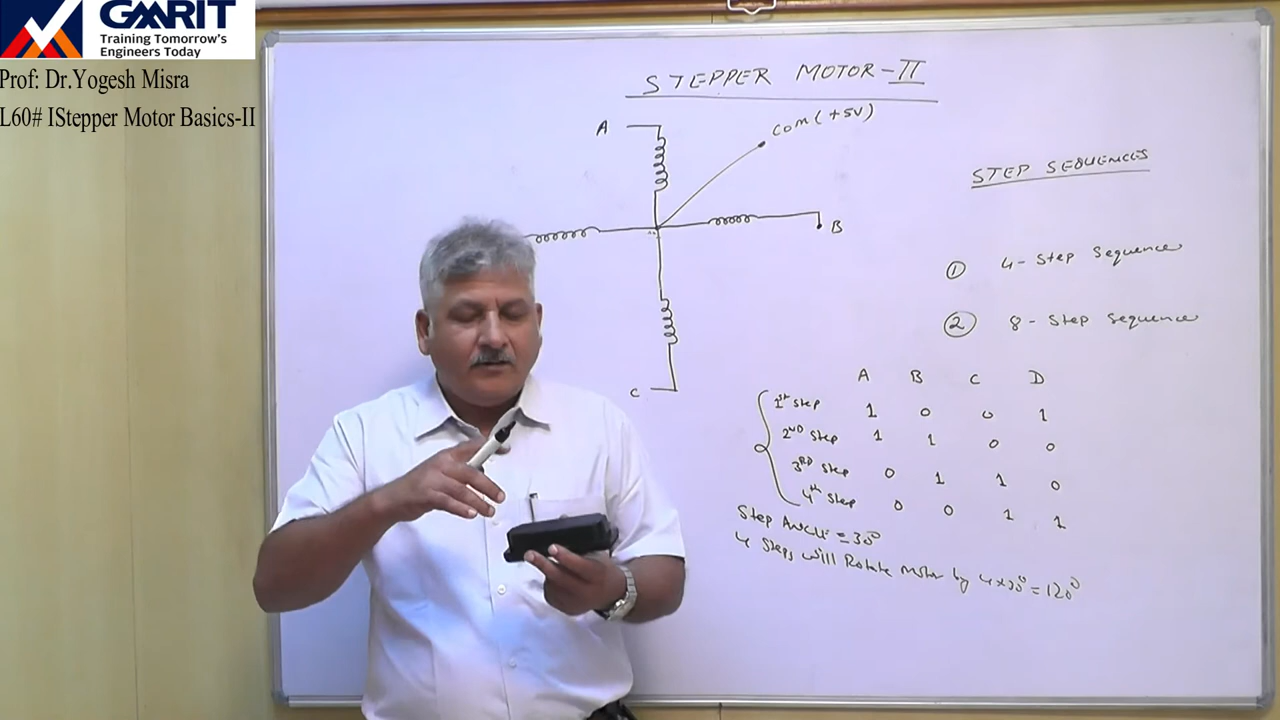 GMRIT
Training Tomorrow's
Engineers Today
Prof: Dr.Yogesh Misra
L60# IStepper Motor Basics-II
STEPPER MOTOR-II
A
COM (+5V)
B
C
STEP SEQUENCES
① 4-Step Sequence
② 8-Step Sequence
A B C D
1st Step 1 0 0 1
2ND Step 1 1 0 0
3RD Step 0 1 1 0
4th Step 0 0 1 1
Step ANGLE = 30°
4 Steps will Rotate Motor by 4x30° = 120°